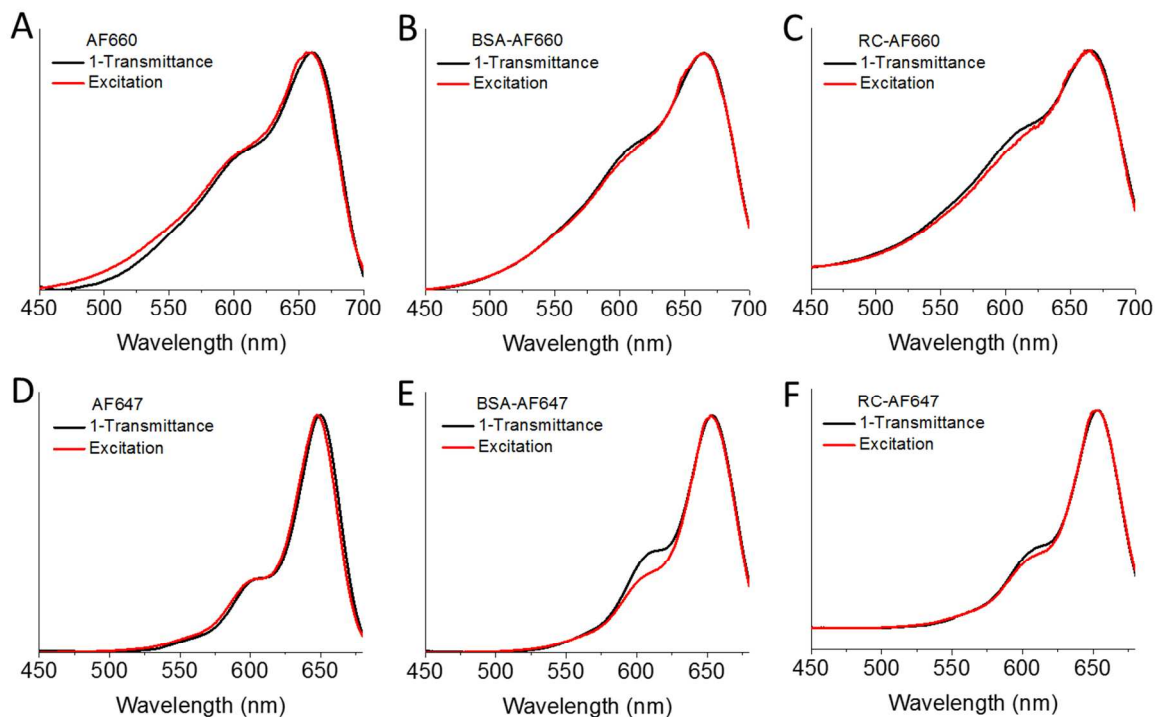 A
AF660
1-Transmittance
Excitation
450 500 550 600 650 700
Wavelength (nm)
B
BSA-AF660
1-Transmittance
Excitation
450 500 550 600 650 700
Wavelength (nm)
C
RC-AF660
1-Transmittance
Excitation
450 500 550 600 650 700
Wavelength (nm)
D
AF647
1-Transmittance
Excitation
450 500 550 600 650
Wavelength (nm)
E
BSA-AF647
1-Transmittance
Excitation
450 500 550 600 650
Wavelength (nm)
F
RC-AF647
1-Transmittance
Excitation
450 500 550 600 650
Wavelength (nm)